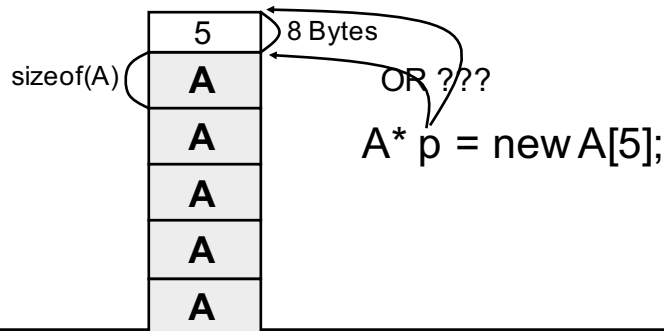 5
8 Bytes
sizeof(A)
A
OR ???
A
A* p = new A[5];
A
A
A